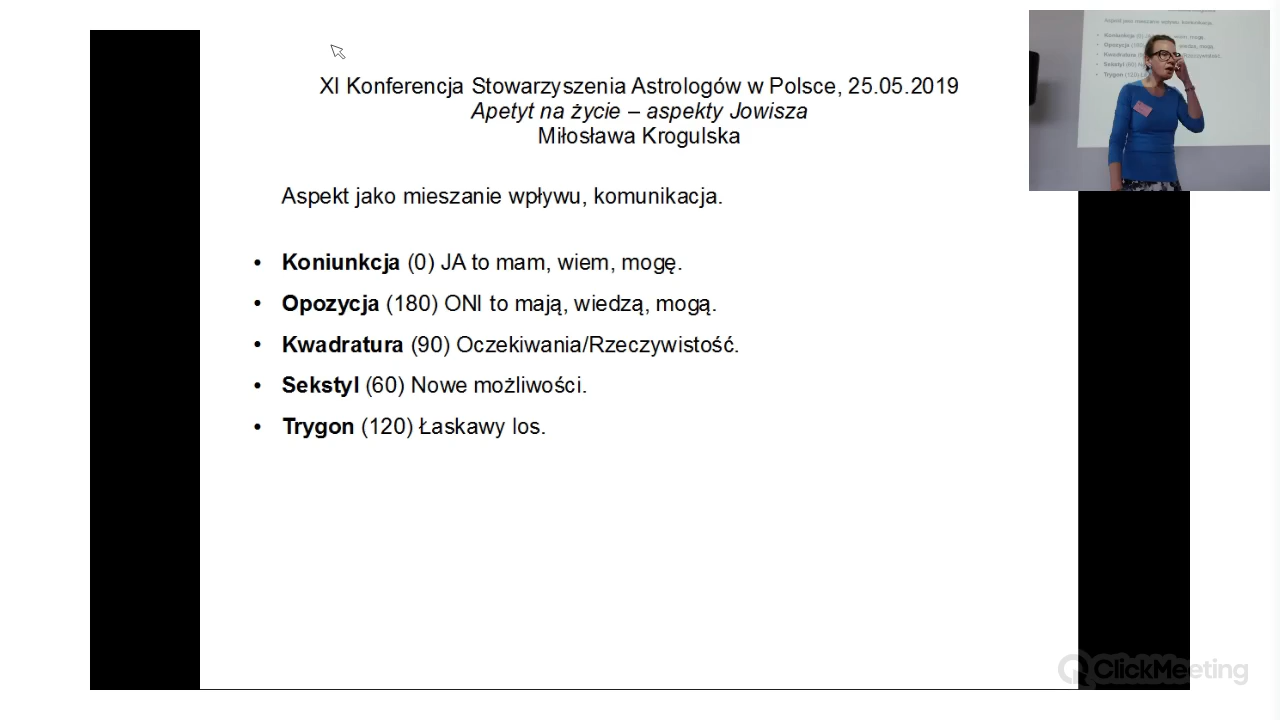 XI Konferencja Stowarzyszenia Astrologów w Polsce, 25.05.2019
Apetyt na życie – aspekty Jowisza
Miłosława Krogulska
Aspekt jako mieszanie wpływu, komunikacja.
• Koniunkcja (0) JA to mam, wiem, mogę.
• Opozycja (180) ONI to mają, wiedzą, mogą.
• Kwadratura (90) Oczekiwania/Rzeczywistość.
• Sekstyl (60) Nowe możliwości.
• Trygon (120) Łaskawy los.
ClickMeeting